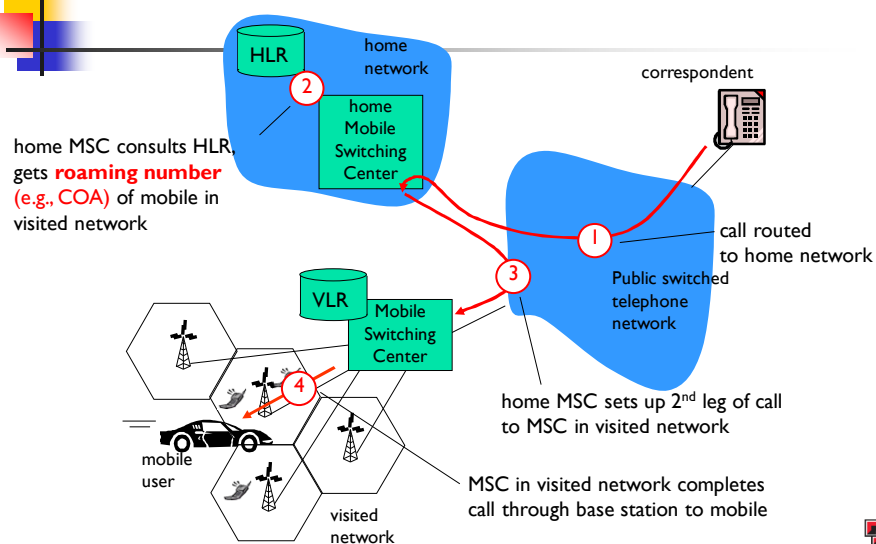 HLR
home
network
correspondent
2
home
Mobile
Switching
Center
home MSC consults HLR,
gets roaming number
(e.g., COA) of mobile in
visited network
1
call routed
to home network
3
Public switched
telephone
network
VLR
Mobile
Switching
Center
4
home MSC sets up 2nd leg of call
to MSC in visited network
mobile
user
MSC in visited network completes
call through base station to mobile
visited
network